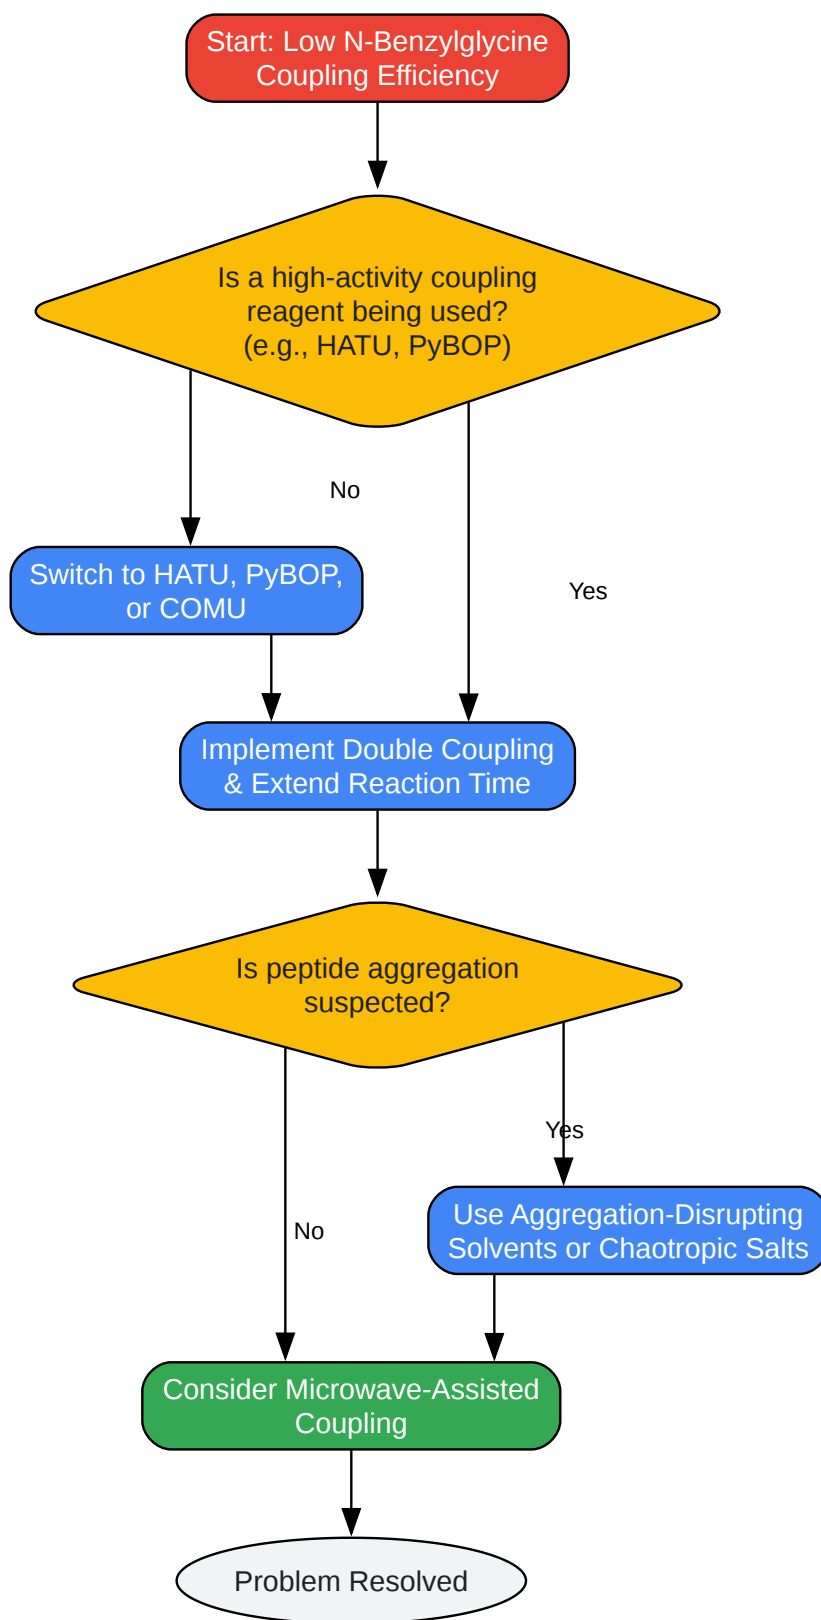 Start: Low N-Benzylglycine
Coupling Efficiency
Is a high-activity coupling
reagent being used?
(e.g., HATU, PyBOP)
No
Yes
Switch to HATU, PyBOP,
or COMU
Implement Double Coupling
& Extend Reaction Time
Is peptide aggregation
suspected?
Yes
No
Use Aggregation-Disrupting
Solvents or Chaotropic Salts
Consider Microwave-Assisted
Coupling
Problem Resolved